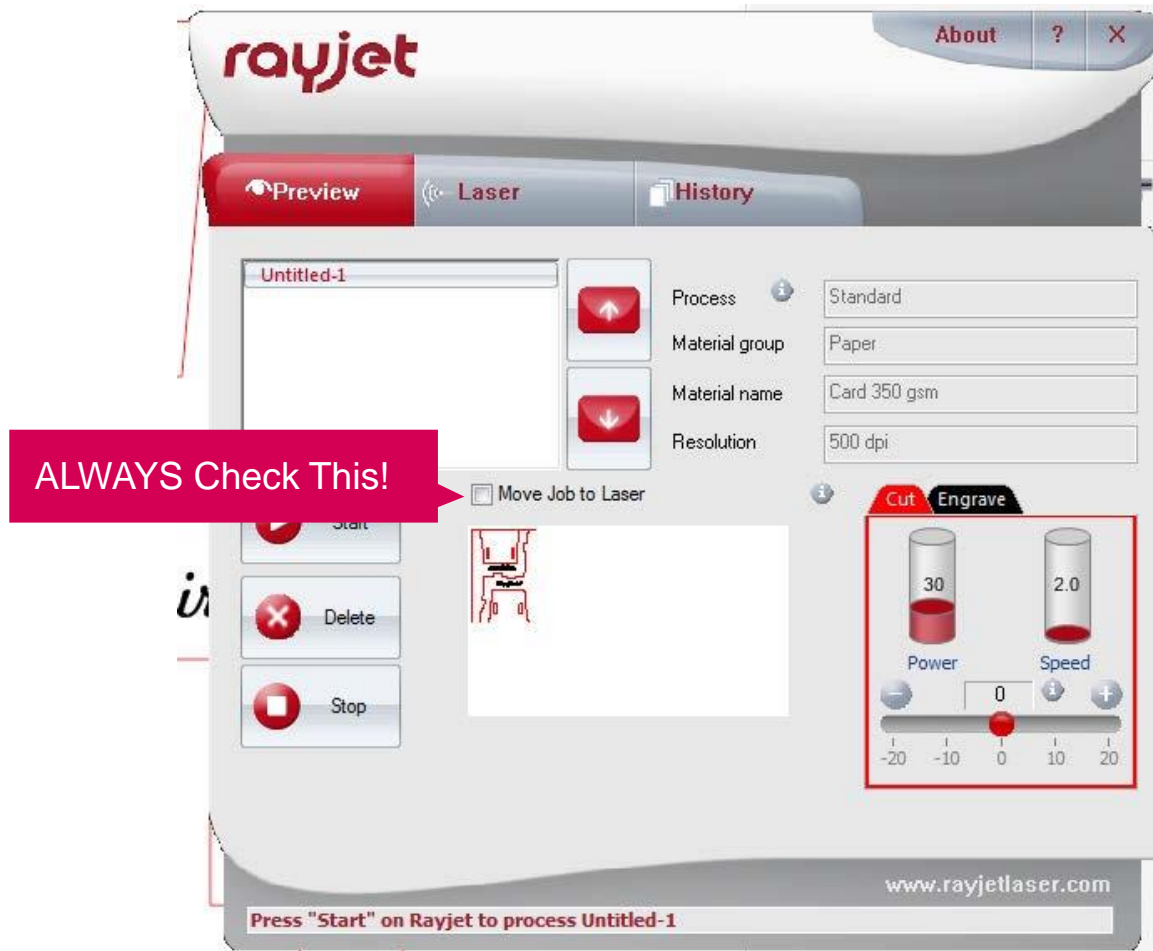 rayjet
About ? X
Preview Laser History
Untitled-1
Process Standard
Material group Paper
Material name Card 350 gsm
Resolution 500 dpi
ALWAYS Check This!
Move Job to Laser
Cut Engrave
Start
30 2.0
Delete
Power Speed
0
Stop
-20 -10 0 10 20
www.rayjetlaser.com
Press "Start" on Rayjet to process Untitled-1